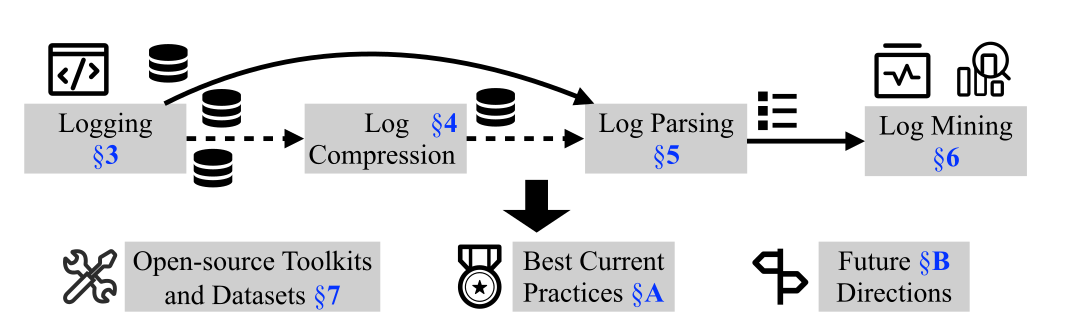 Logging
§3
Log §4
Compression
Log Parsing
§5
Log Mining
§6
Open-source Toolkits
and Datasets §7
Best Current
Practices §A
Future §B
Directions